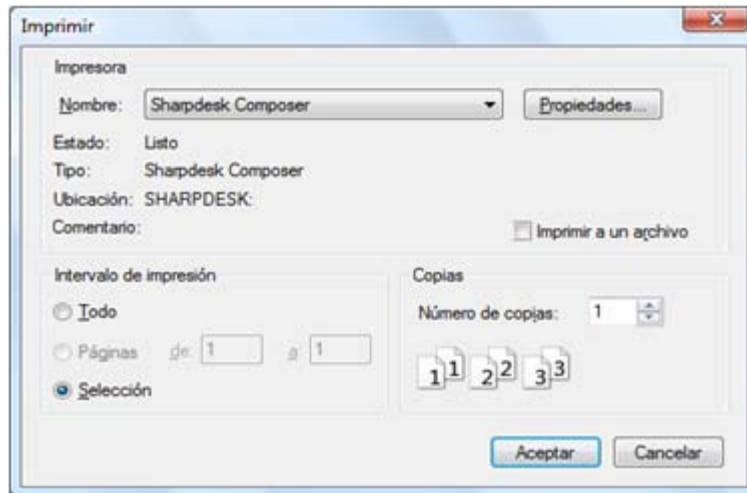 Imprimir
Impresora
Nombre: Sharpdesk Composer Propiedades...
Estado: Listo
Tipo: Sharpdesk Composer
Ubicación: SHARPDESK:
Comentario: Imprimir a un archivo
Intervalo de impresión Copias
Todo Número de copias: 1
Páginas de: 1 a: 1
1 1 2 2 3 3
Selección
Aceptar Cancelar